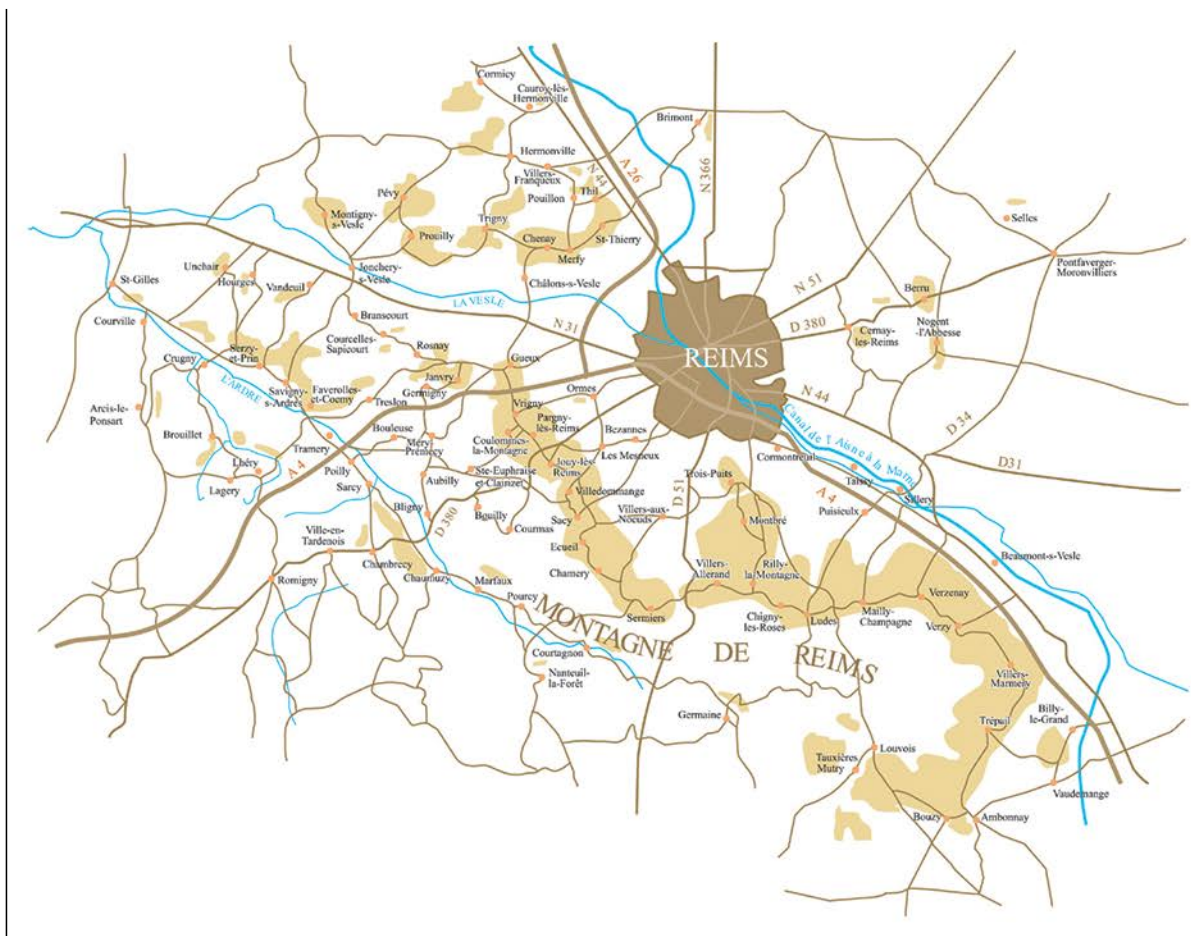 Cormicy
Cauroy-lès-
Hermonville
Brimont
Hermonville
Villers-
Franqueux
N 44
A 26
N 366
Pouillon
Thil
Pévy
Montigny-
s-Vesle
Prouilly
Trigny
Chenay
Merfy
St-Thierry
Selles
Pontfaverger-
Moronvilliers
St-Gilles
Unchair
Hourges
Vandeuil
Jonchery-
s-Vesle
Châlons-s-Vesle
LA VESLE
N 31
N 51
D 380
Berru
Cernay-
les-Reims
Nogent
-l'Abbesse
Courville
Branscourt
Courcelles-
Sapicourt
Rosnay
Gueux
REIMS
Crugny
Serzy-
et-Prin
Savigny-
s-Ardres
Faverolles-
et-Coemy
Janvry
Germigny
Treslon
Ormes
L'ARDRE
N 44
D 34
D31
Canal de l'Aisne à la Marne
Arcis-le-
Ponsart
Brouillet
Vrigny
Pargny-
lès-Reims
Bezannes
Les Mesneux
Tramery
Bouleuse
Méry-
Prémecy
Coulommes-
la-Montagne
Jouy-lès-
Reims
Cormontreuil
Taissy
Sillery
Lhéry
Lagery
A 4
Poilly
Sarcy
Aubilly
Ste-Euphraise
et-Clairizet
Villedommange
Trois-Puits
D 51
A 4
Puisieulx
Bligny
D 380
Bouilly
Courmas
Sacy
Villers-aux-
Nœuds
Montbré
Ville-en-
Tardenois
Ecueil
Beaumont-s-Vesle
Romigny
Chambrecy
Chaumuzy
Marfaux
Pourcy
Chamery
Sermiers
Villers-
Allerand
Rilly-
la-Montagne
Chigny-
les-Roses
Ludes
Mailly-
Champagne
Verzenay
Verzy
MONTAGNE DE REIMS
Courtagnon
Nanteuil-
la-Forêt
Villers-
Marmery
Germaine
Trépail
Billy-
le-Grand
Louvois
Tauxières
Mutry
Vaudemange
Bouzy
Ambonnay